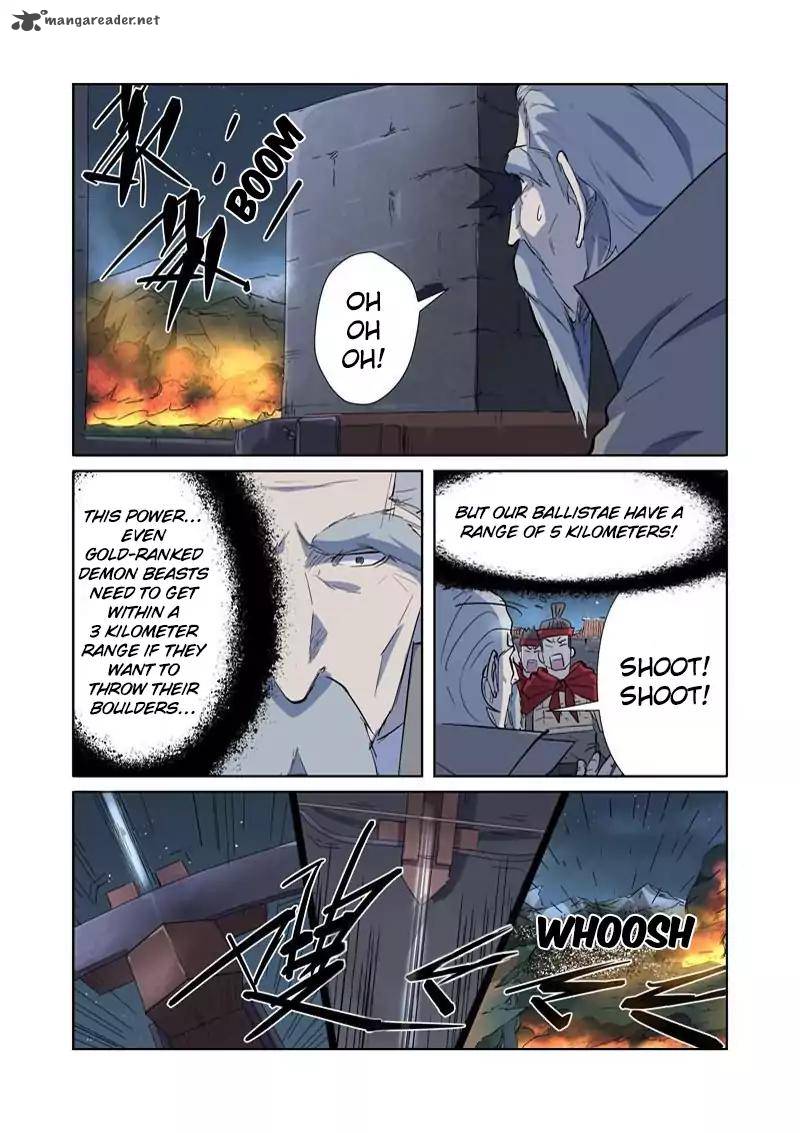 mangareader.net
BOOM
OH
OH
OH!
THIS POWER...
EVEN
GOLD-RANKED
DEMON BEASTS
NEED TO GET
WITHIN A
3 KILOMETER
RANGE IF THEY
WANT TO
THROW THEIR
BOULDERS...
BUT OUR BALLISTAE HAVE A
RANGE OF 5 KILOMETERS!
SHOOT!
SHOOT!
WHOOSH